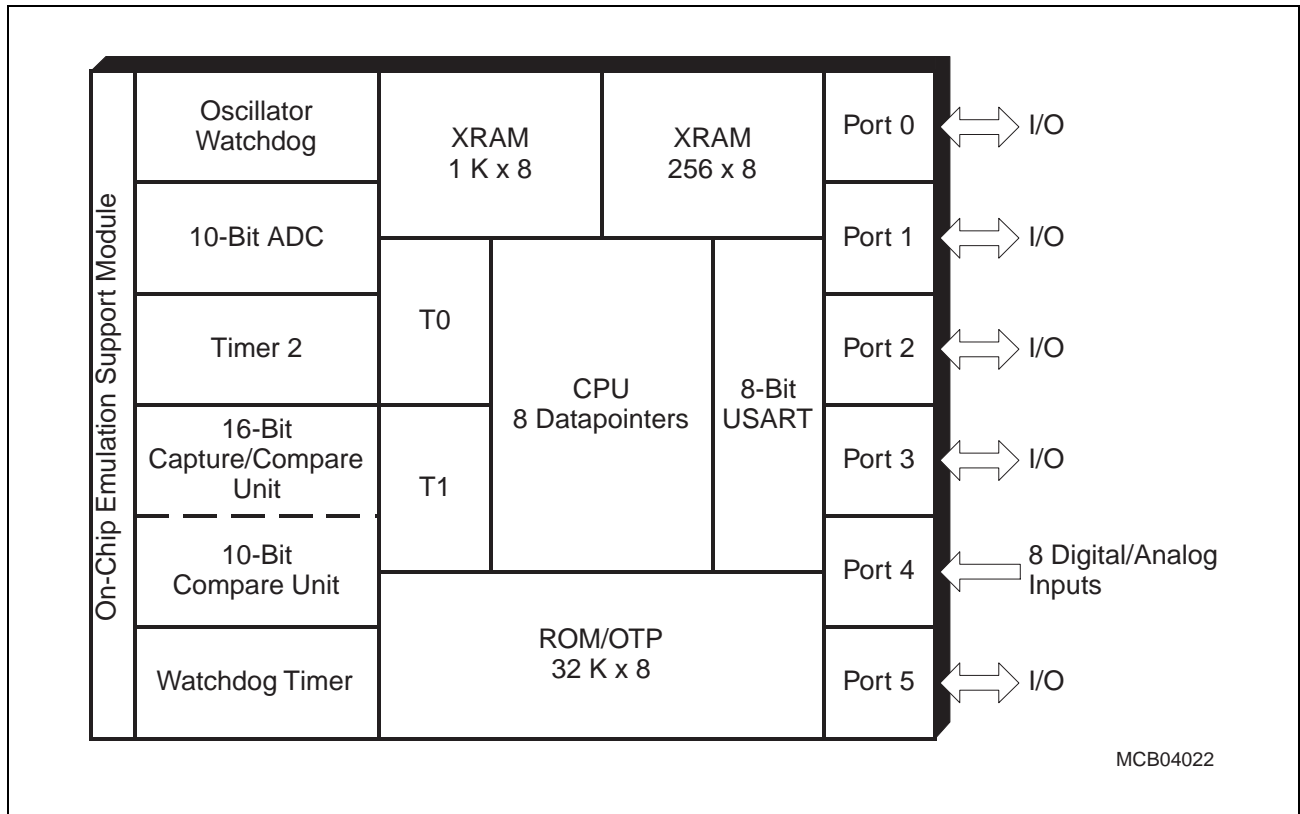 On-Chip Emulation Support Module
Oscillator
Watchdog
10-Bit ADC
Timer 2
16-Bit
Capture/Compare
Unit
10-Bit
Compare Unit
Watchdog Timer
XRAM
1 K x 8
XRAM
256 x 8
T0
T1
CPU
8 Datapointers
8-Bit
USART
ROM/OTP
32 K x 8
Port 0
I/O
Port 1
I/O
Port 2
I/O
Port 3
I/O
Port 4
8 Digital/Analog
Inputs
Port 5
I/O
MCB04022